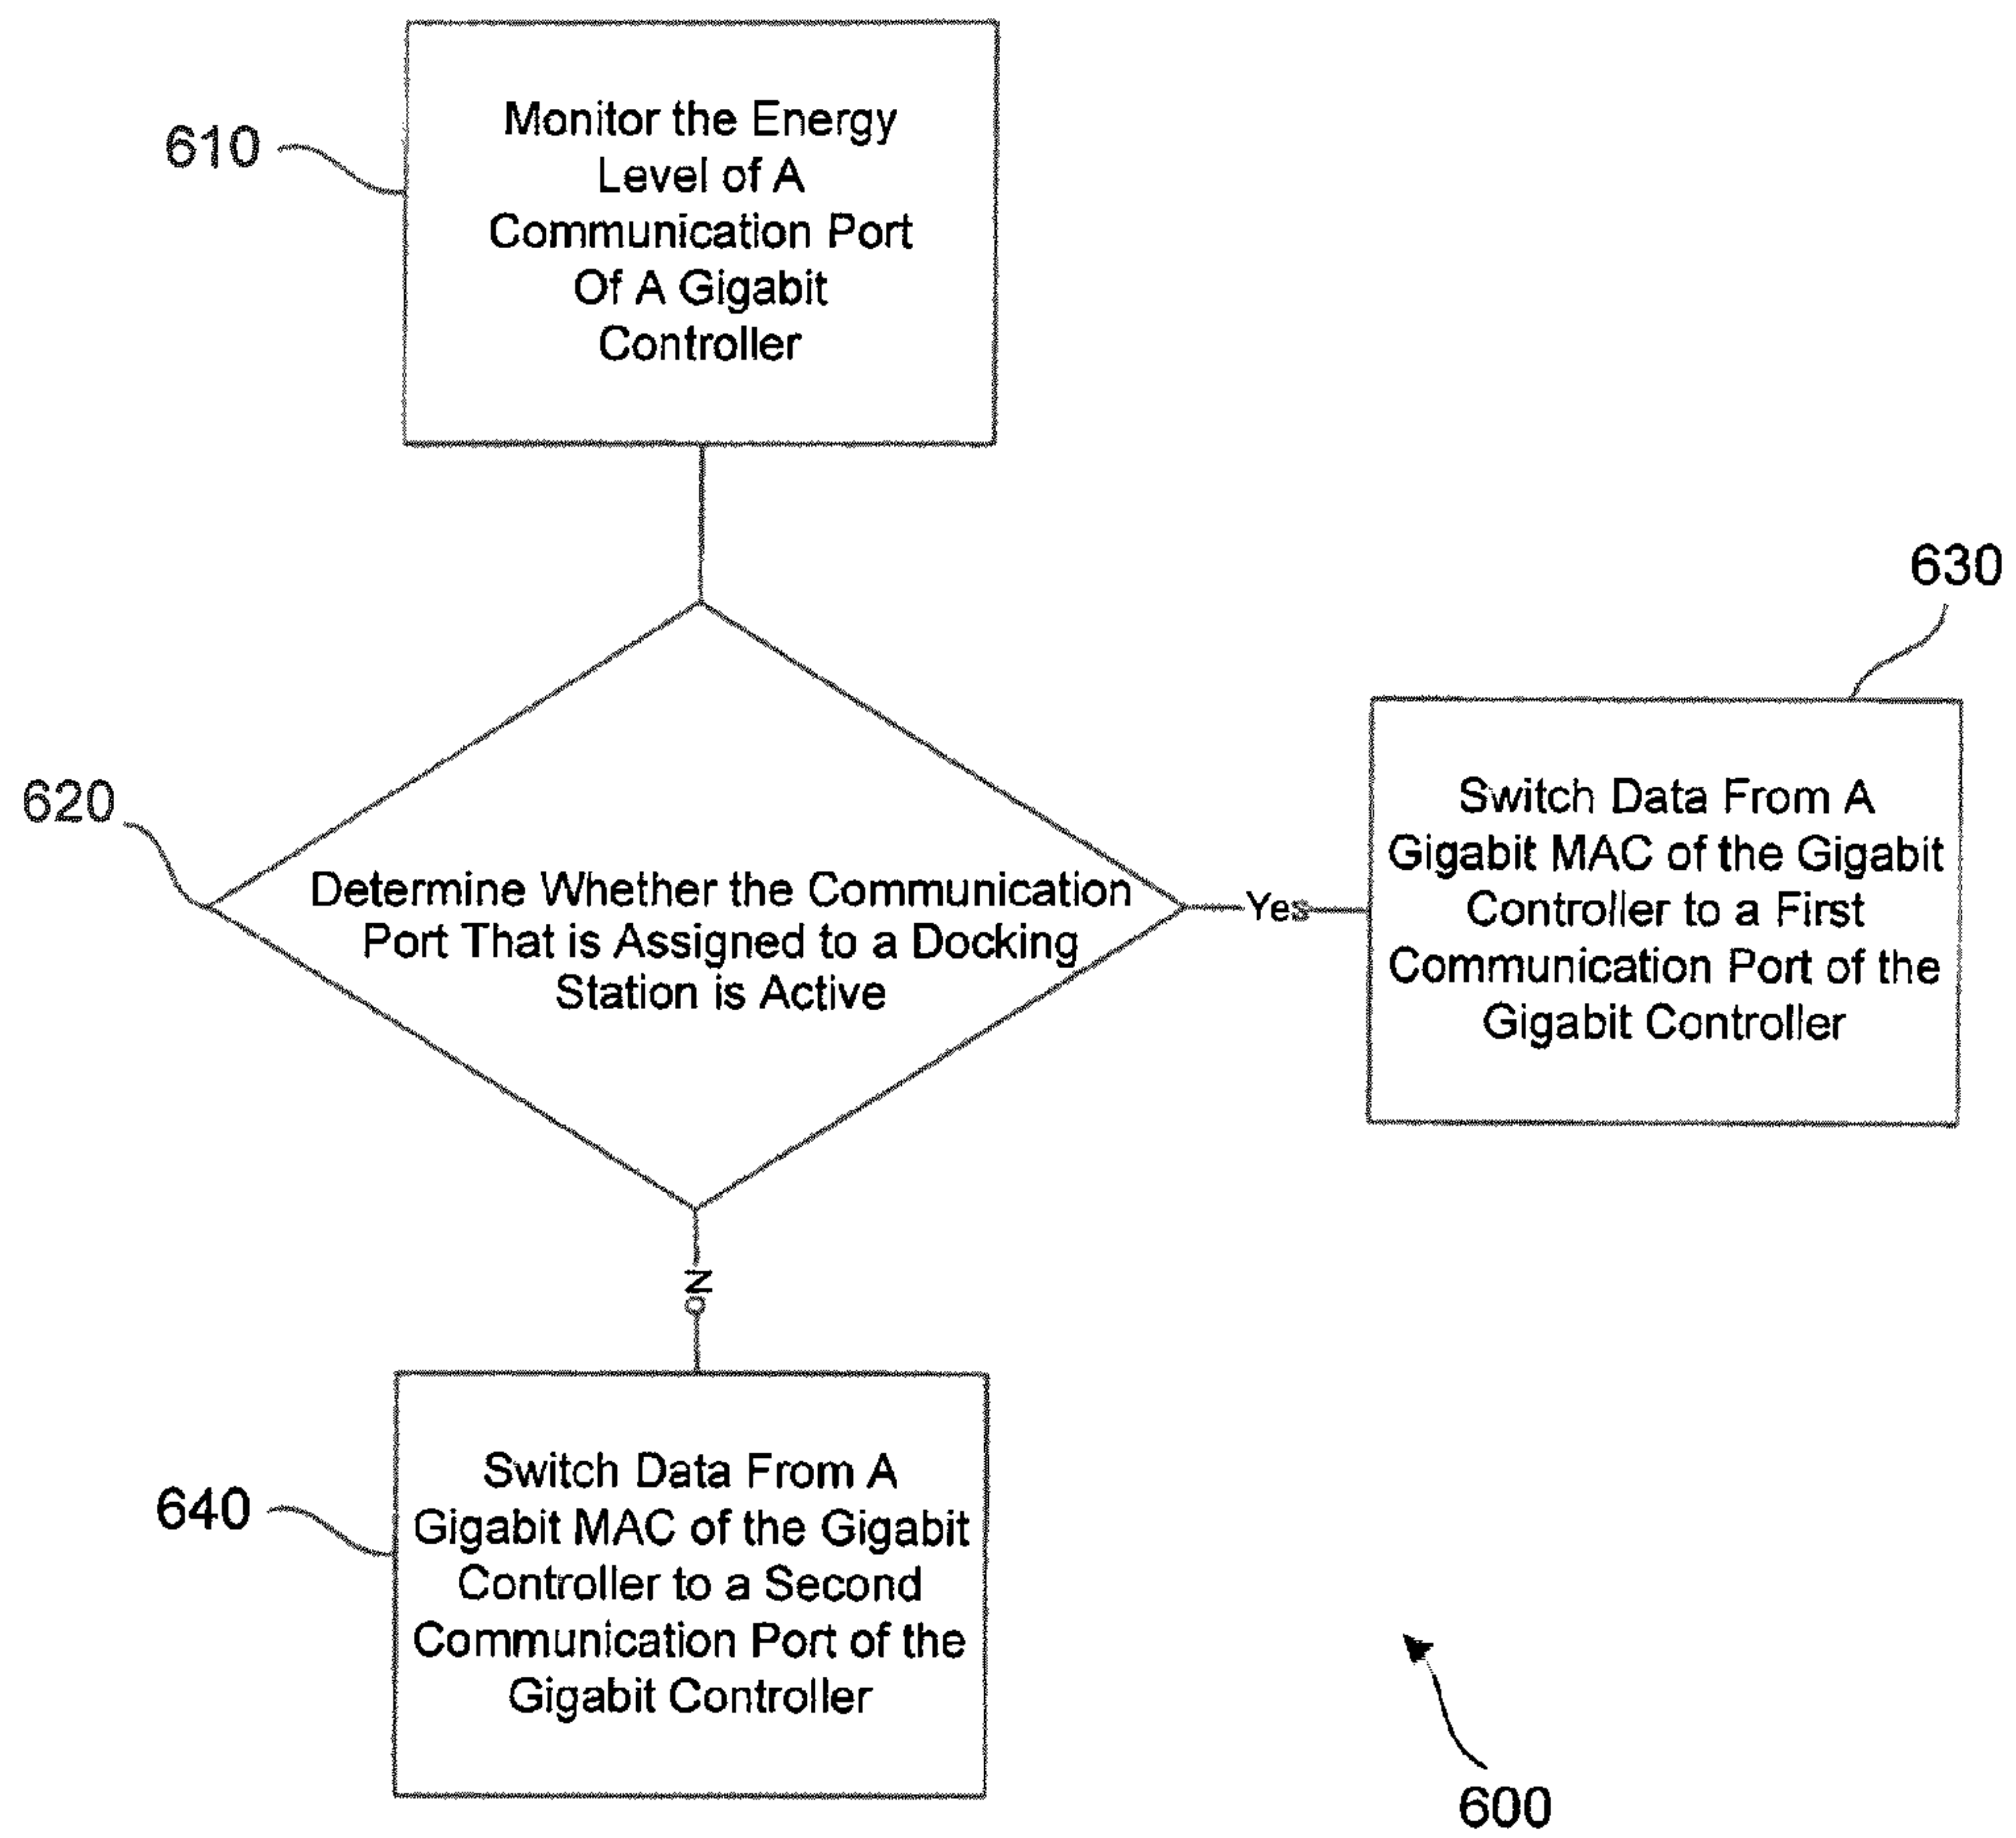 610
Monitor the Energy
Level of A
Communication Port
Of A Gigabit
Controller
620
Determine Whether the Communication
Port That is Assigned to a Docking
Station is Active
Yes
630
Switch Data From A
Gigabit MAC of the Gigabit
Controller to a First
Communication Port of the
Gigabit Controller
No
640
Switch Data From A
Gigabit MAC of the Gigabit
Controller to a Second
Communication Port of the
Gigabit Controller
600